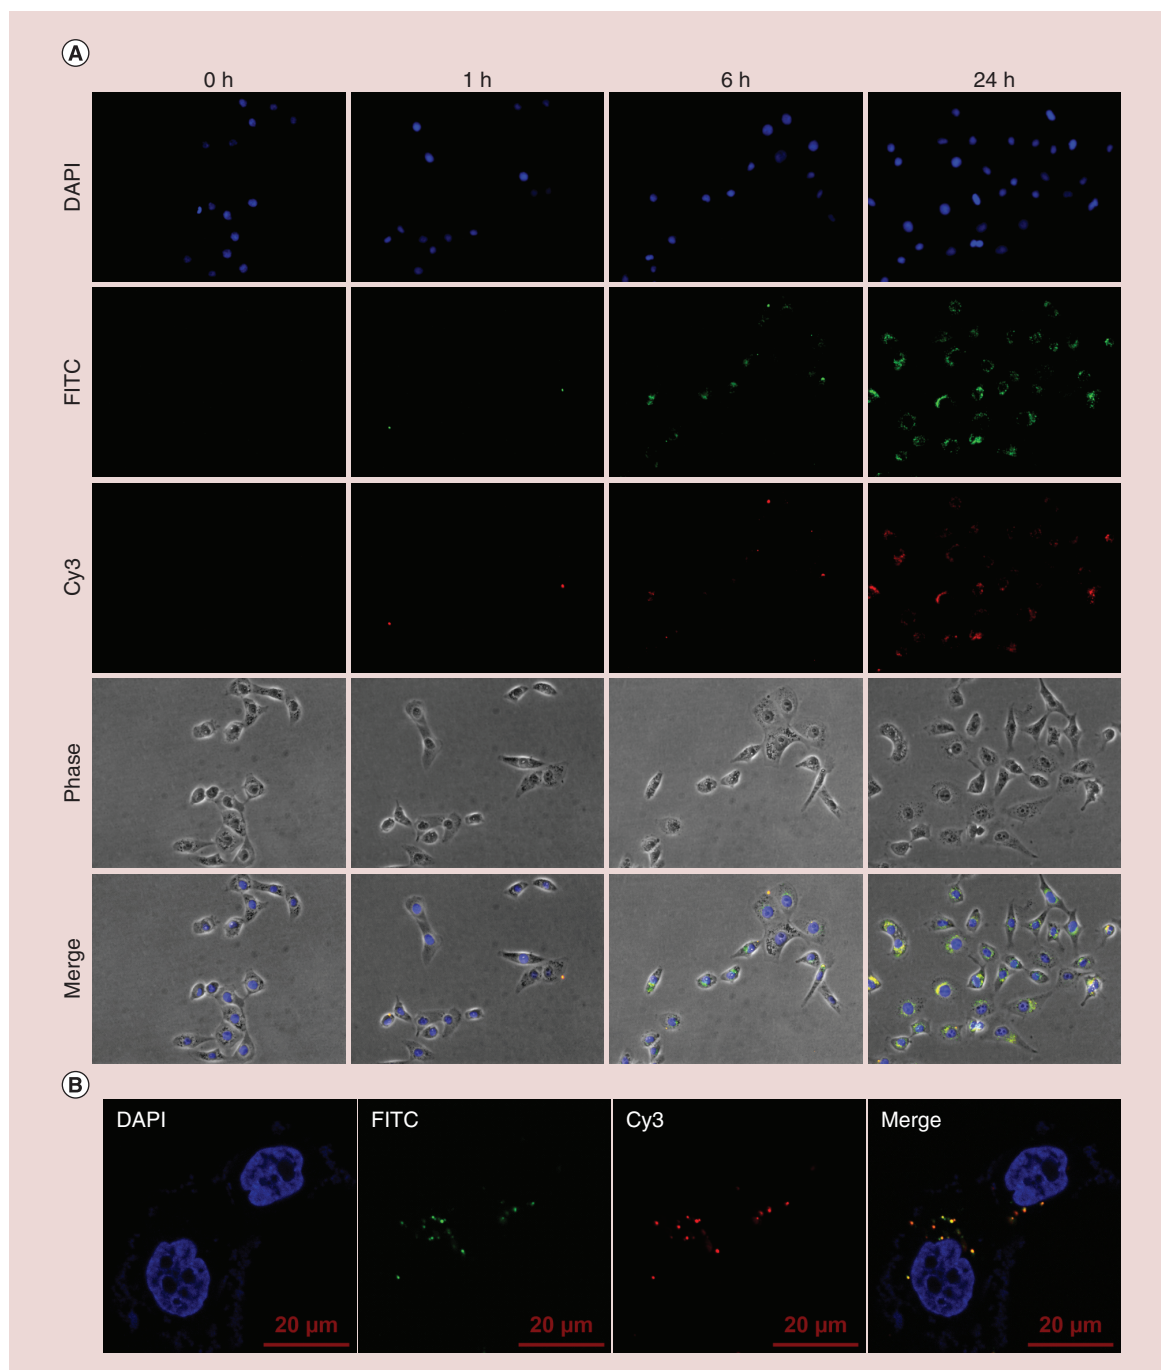 A
0 h 1 h 6 h 24 h
DAPI
FITC
Cy3
Phase
Merge
B
DAPI FITC Cy3 Merge
20 µm 20 µm 20 µm 20 µm